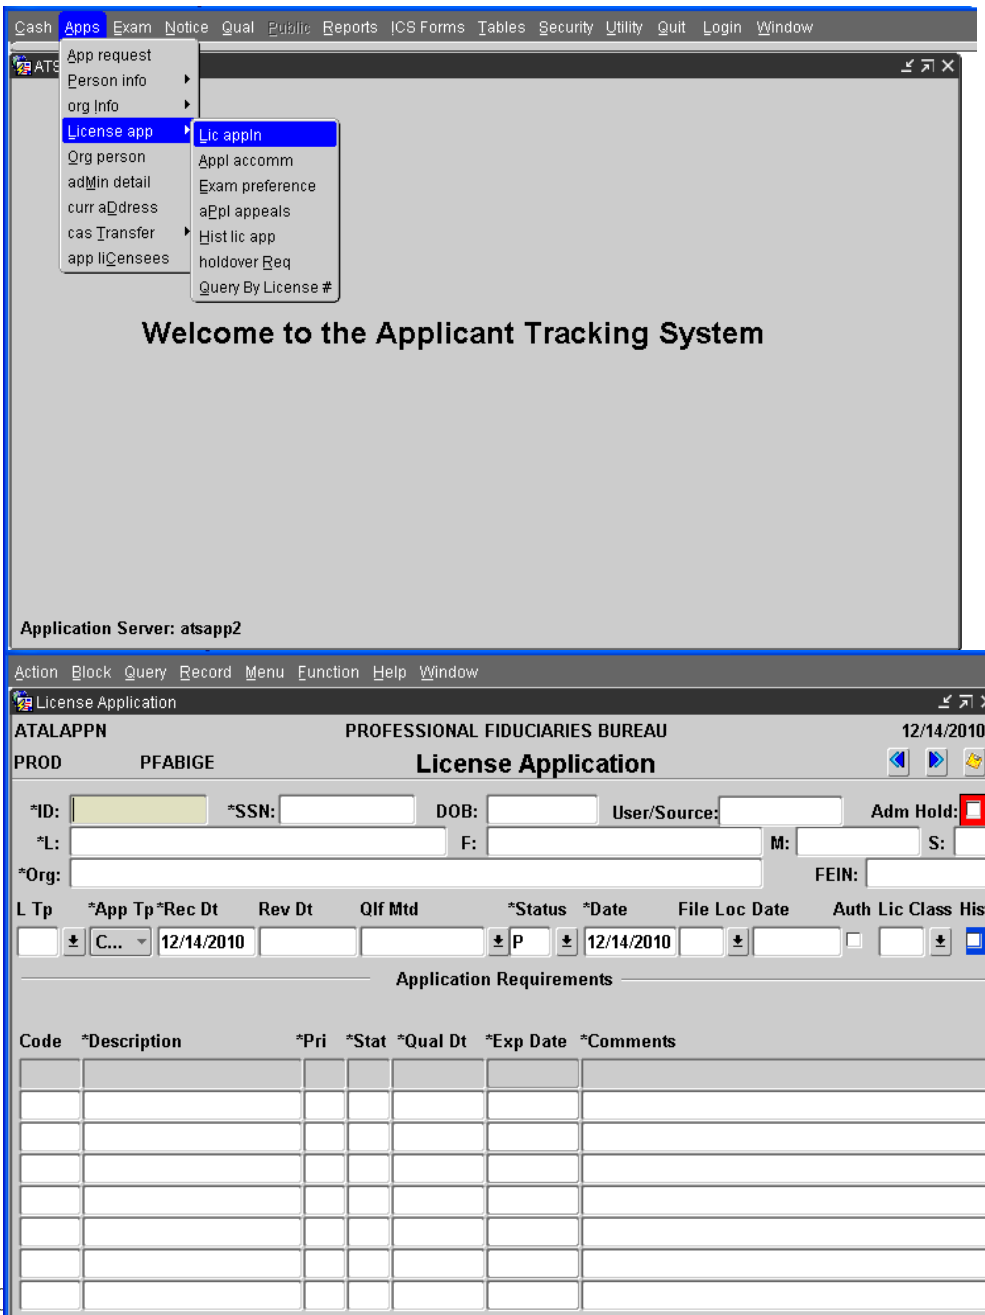 Cash Apps Exam Notice Qual Public Reports ICS Forms Tables Security Utility Quit Login Window
ATS
App request
Person info
org Info
License app
Org person
adMin detail
curr aDdress
cas Transfer
app liCensees
Lic appln
Appl accomm
Exam preference
aPpl appeals
Hist lic app
holdover Req
Query By License #
Welcome to the Applicant Tracking System
Application Server: atsapp2
Action Block Query Record Menu Function Help Window
License Application
ATALAPPN PROFESSIONAL FIDUCIARIES BUREAU 12/14/2010
PROD PFABIGE License Application
*ID: *SSN: DOB: User/Source: Adm Hold:
*L: F: M: S:
*Org: FEIN:
L Tp *App Tp *Rec Dt Rev Dt Qlf Mtd *Status *Date File Loc Date Auth Lic Class His
C... 12/14/2010 P 12/14/2010
Application Requirements
Code *Description *Pri *Stat *Qual Dt *Exp Date *Comments